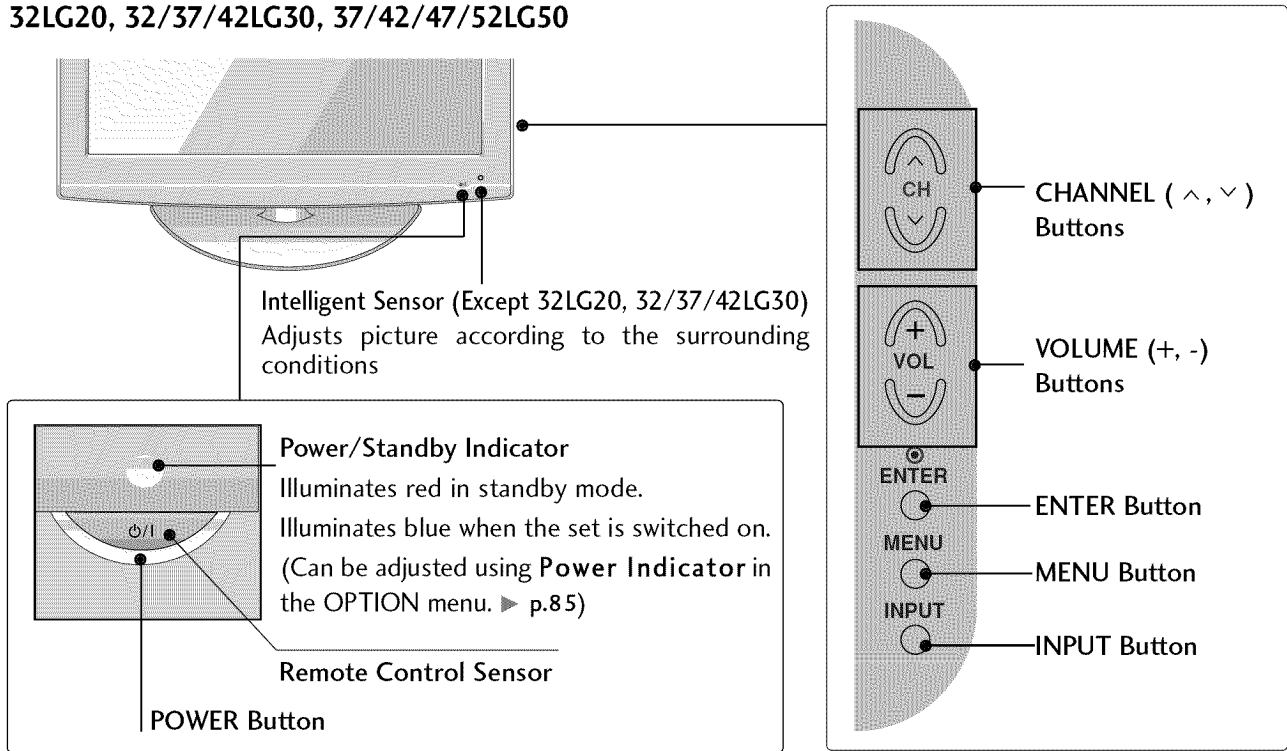 32LG20, 32/37/42LG30, 37/42/47/52LG50
Intelligent Sensor (Except 32LG20, 32/37/42LG30)
Adjusts picture according to the surrounding
conditions
Power/Standby Indicator
Illuminates red in standby mode.
Illuminates blue when the set is switched on.
(Can be adjusted using Power Indicator in
the OPTION menu. ▶ p.85)
⏻/I
Remote Control Sensor
POWER Button
CH
CHANNEL ( ∧, ∨ )
Buttons
+
VOL
−
VOLUME (+, -)
Buttons
ENTER
ENTER Button
MENU
MENU Button
INPUT
INPUT Button